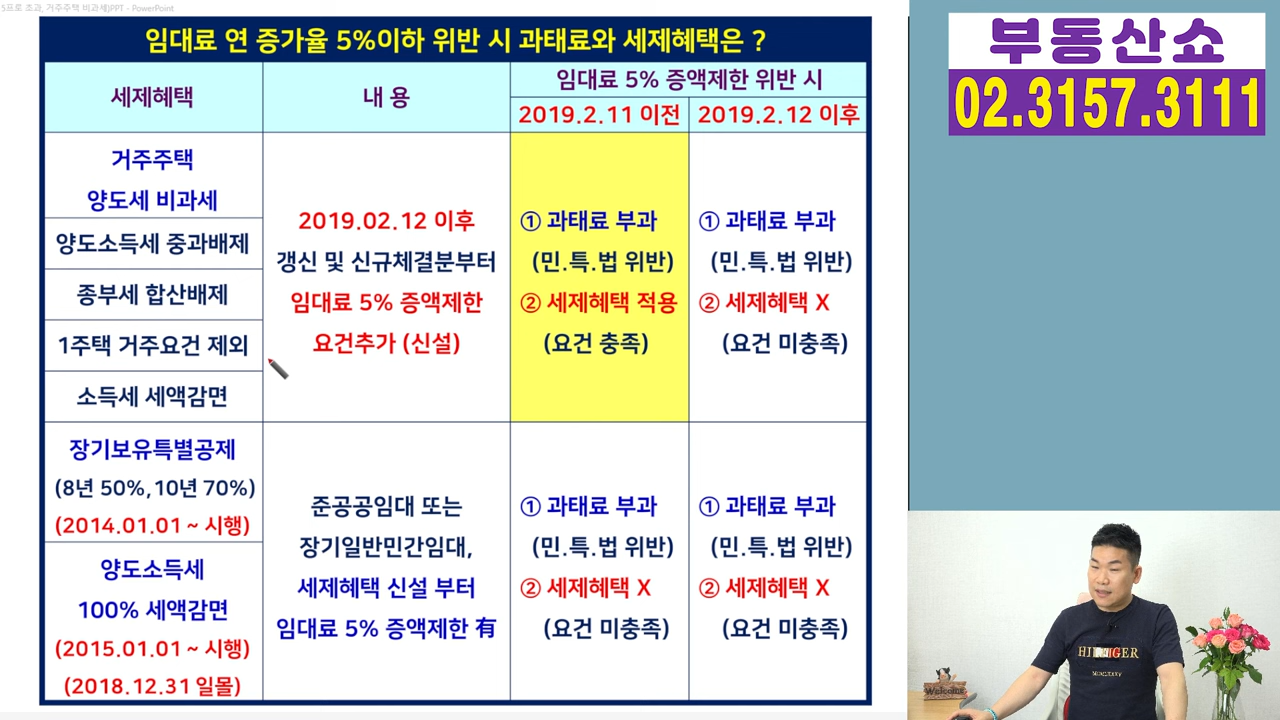 5프로 초과, 거주주택 비과세)PPT - PowerPoint
임대료 연 증가율 5%이하 위반 시 과태료와 세제혜택은 ?
세제혜택
내 용
임대료 5% 증액제한 위반 시
2019.2.11 이전
2019.2.12 이후
거주주택
양도세 비과세
양도소득세 중과배제
종부세 합산배제
1주택 거주요건 제외
소득세 세액감면
2019.02.12 이후
갱신 및 신규체결분부터
임대료 5% 증액제한
요건추가 (신설)
① 과태료 부과
(민.특.법 위반)
② 세제혜택 적용
(요건 충족)
① 과태료 부과
(민.특.법 위반)
② 세제혜택 X
(요건 미충족)
장기보유특별공제
(8년 50%,10년 70%)
(2014.01.01 ~ 시행)
양도소득세
100% 세액감면
(2015.01.01 ~ 시행)
(2018.12.31 일몰)
준공공임대 또는
장기일반민간임대,
세제혜택 신설 부터
임대료 5% 증액제한 有
① 과태료 부과
(민.특.법 위반)
② 세제혜택 X
(요건 미충족)
① 과태료 부과
(민.특.법 위반)
② 세제혜택 X
(요건 미충족)
부동산쇼
02.3157.3111
Welcome